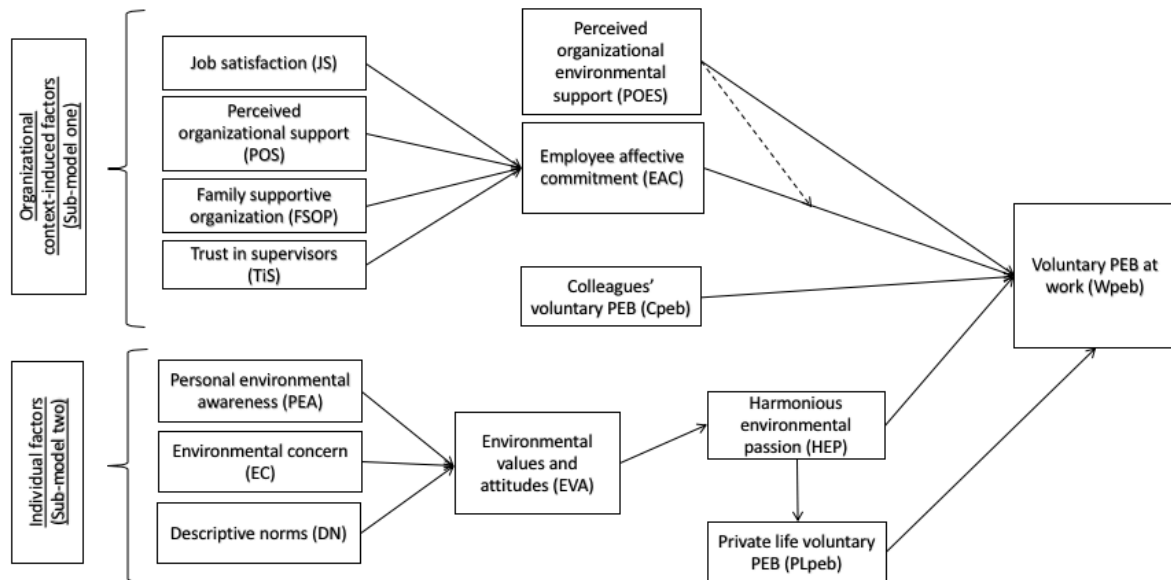 Organizational
context-induced factors
(Sub-model one)
Job satisfaction (JS)
Perceived
organizational support
(POS)
Family supportive
organization (FSOP)
Trust in supervisors
(TiS)
Perceived
organizational
environmental
support (POES)
Employee affective
commitment (EAC)
Colleagues’
voluntary PEB (Cpeb)
Voluntary PEB at
work (Wpeb)
Individual factors
(Sub-model two)
Personal environmental
awareness (PEA)
Environmental concern
(EC)
Descriptive norms (DN)
Environmental
values and
attitudes (EVA)
Harmonious
environmental
passion (HEP)
Private life voluntary
PEB (PLpeb)